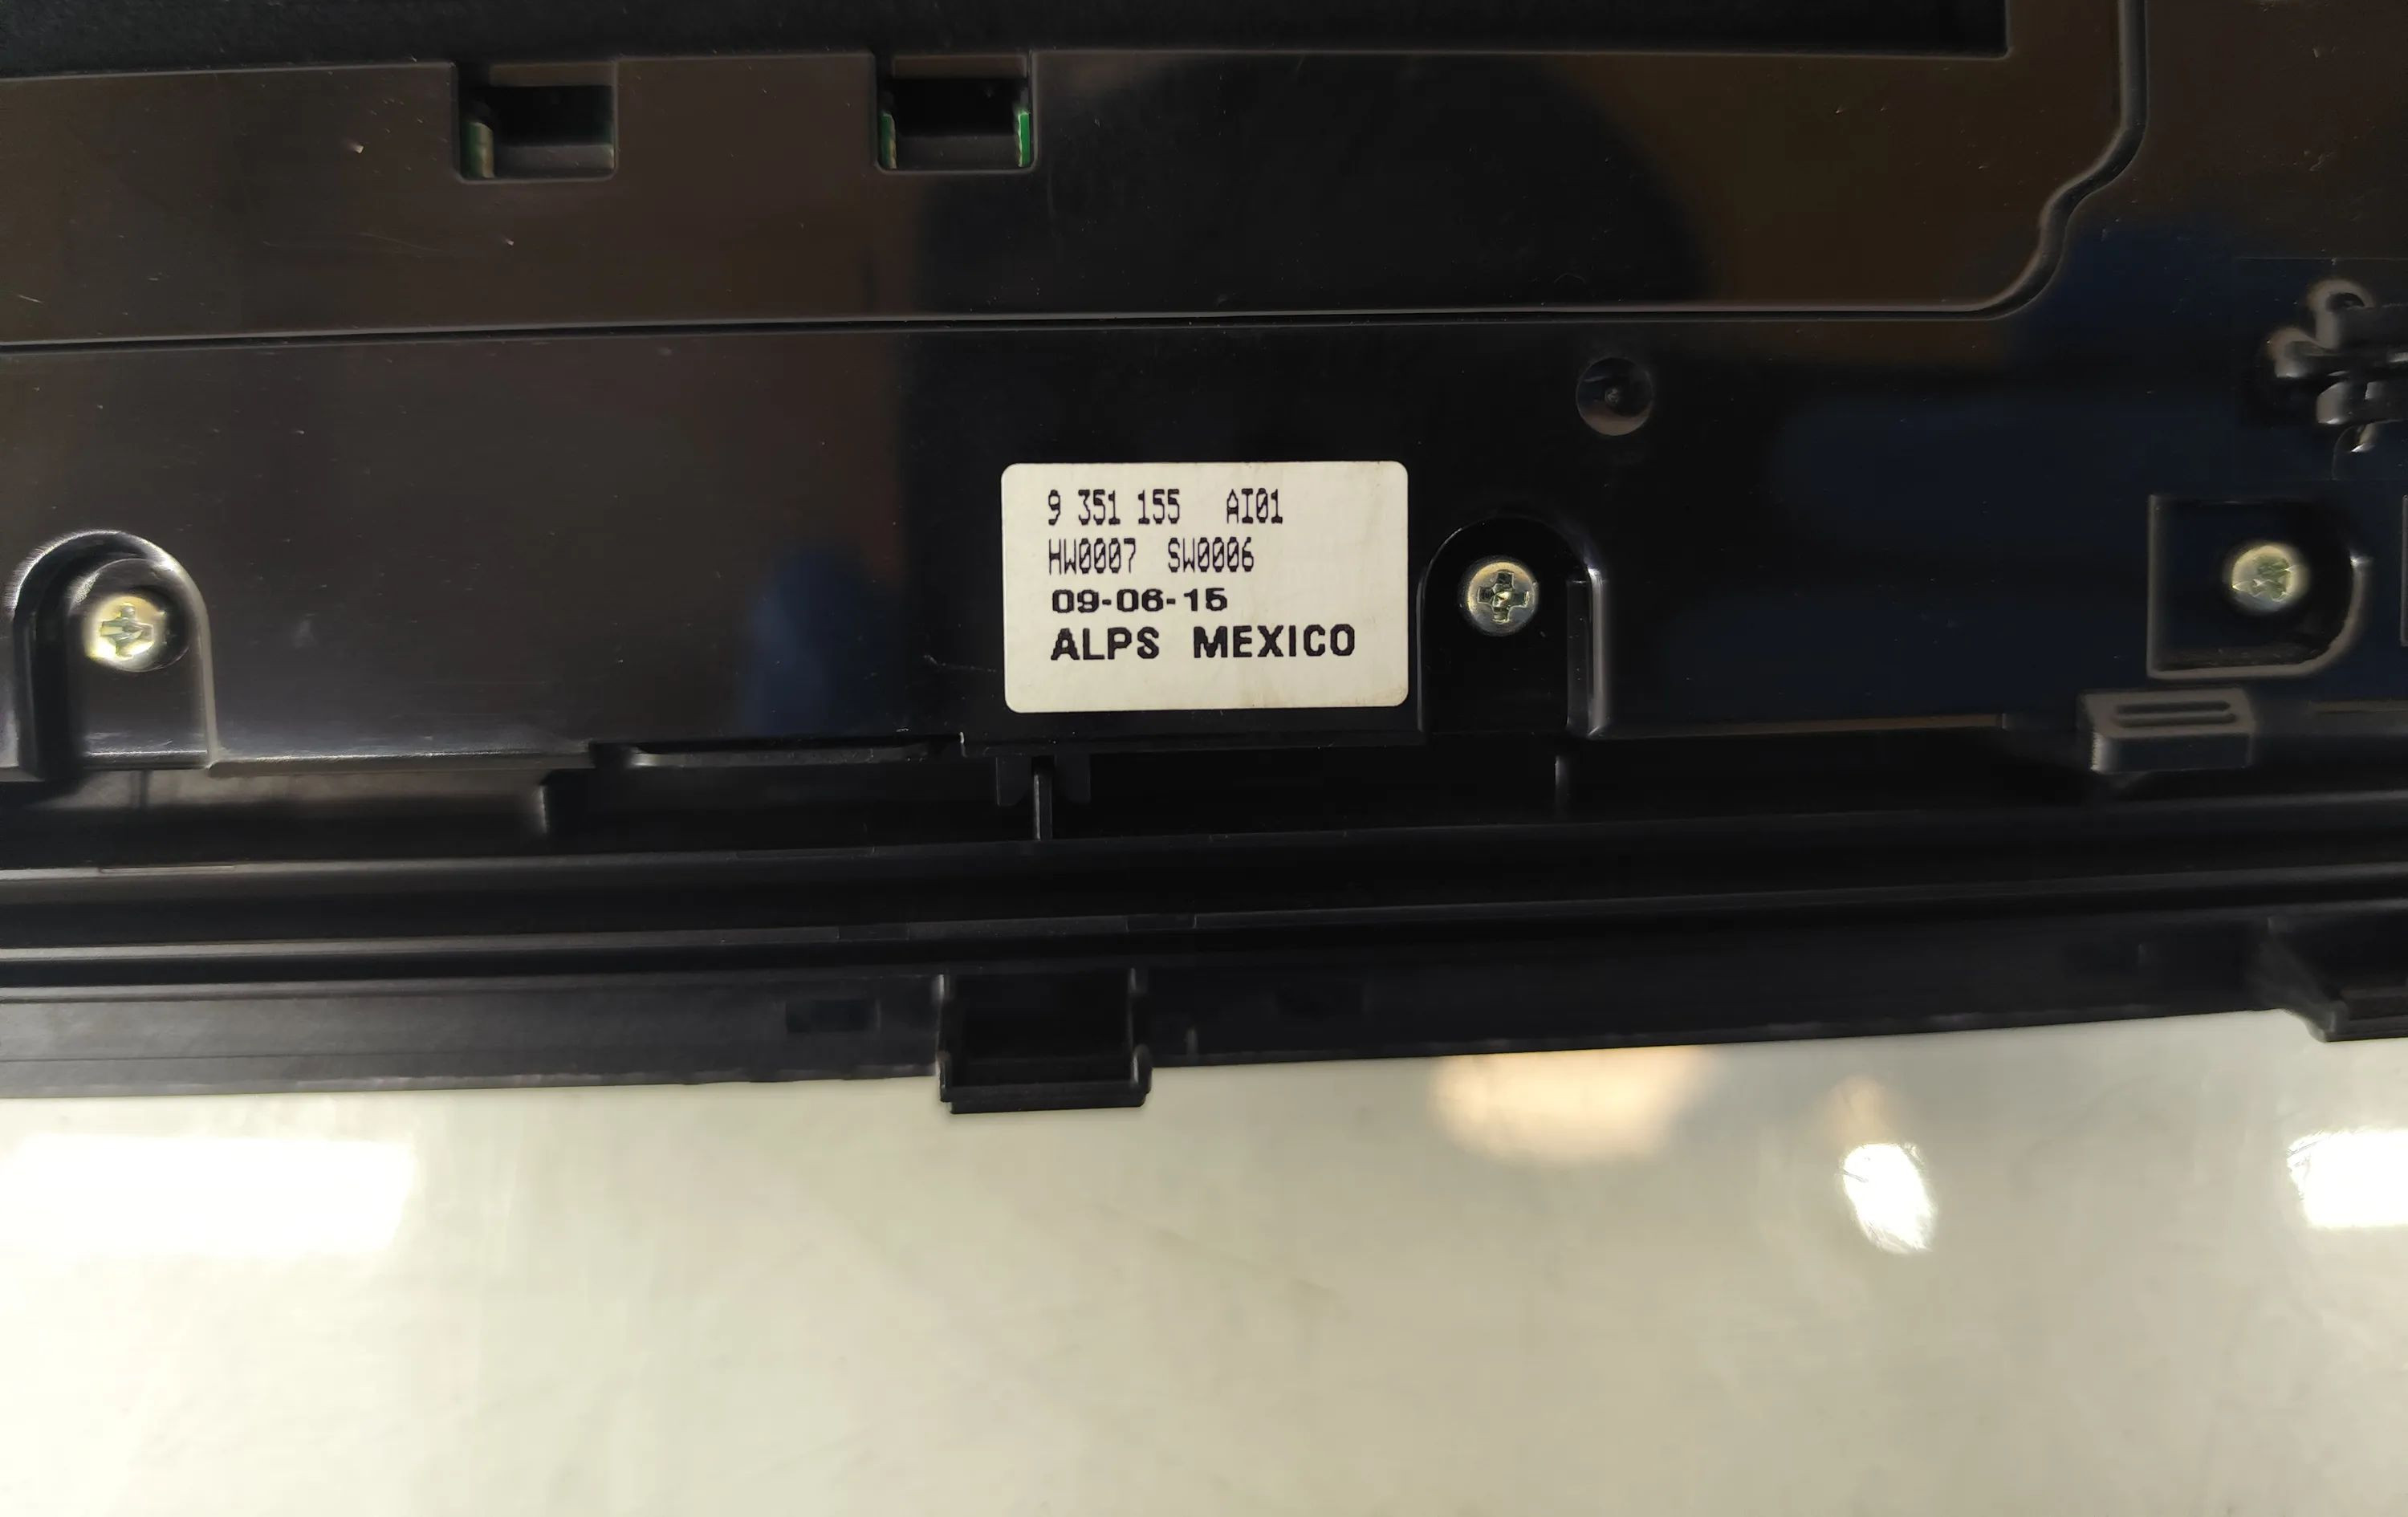 9 351 155 AI01
HW0007 SW0006
09-06-15
ALPS MEXICO